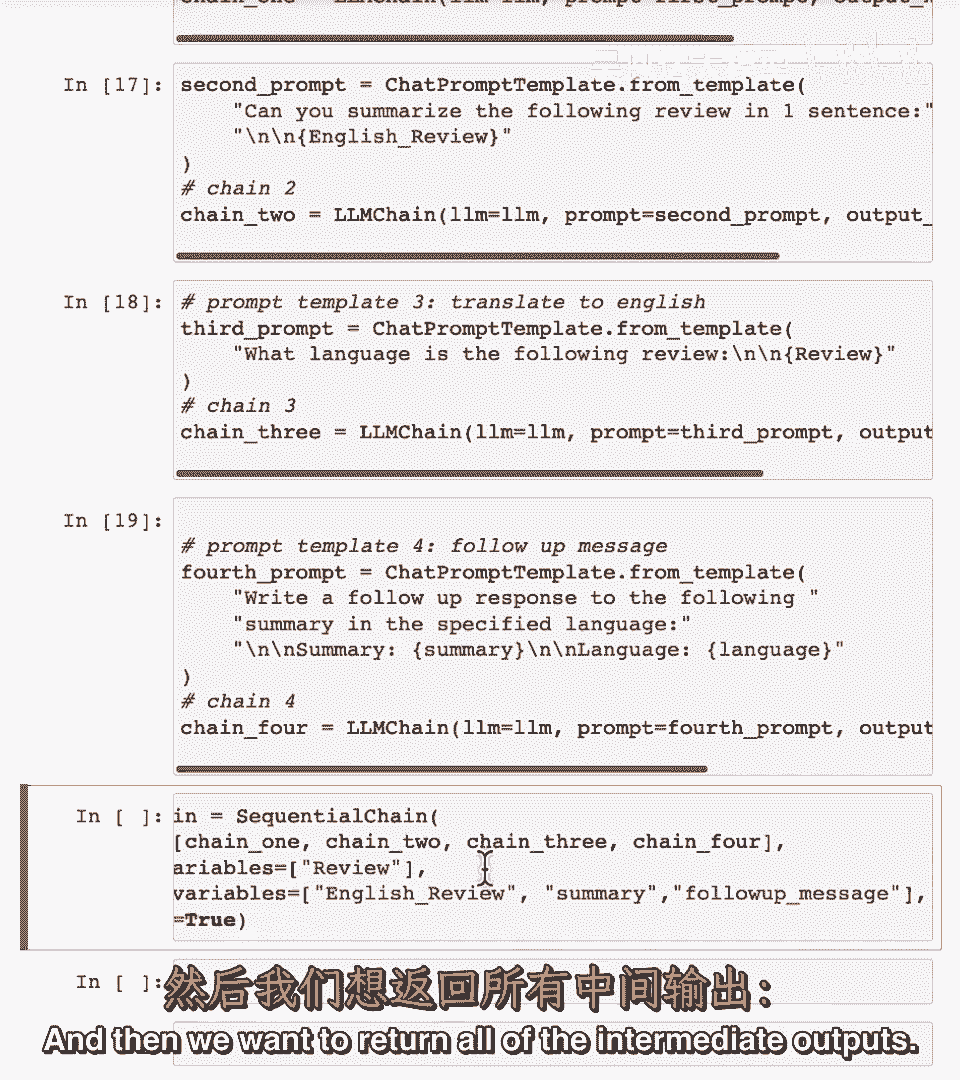 In [17]:
second_prompt = ChatPromptTemplate.from_template(
"Can you summarize the following review in 1 sentence:"
"\n\n{English_Review}"
)
# chain 2
chain_two = LLMChain(llm=llm, prompt=second_prompt, output_
In [18]:
# prompt template 3: translate to english
third_prompt = ChatPromptTemplate.from_template(
"What language is the following review:\n\n{Review}"
)
# chain 3
chain_three = LLMChain(llm=llm, prompt=third_prompt, output
In [19]:
# prompt template 4: follow up message
fourth_prompt = ChatPromptTemplate.from_template(
"Write a follow up response to the following "
"summary in the specified language:"
"\n\nSummary: {summary}\n\nLanguage: {language}"
)
# chain 4
chain_four = LLMChain(llm=llm, prompt=fourth_prompt, output
In [ ]:
in = SequentialChain(
[chain_one, chain_two, chain_three, chain_four],
ariables=["Review"],
variables=["English_Review", "summary","followup_message"],
=True)
In [ ]:
然后我们想返回所有中间输出：
And then we want to return all of the intermediate outputs.